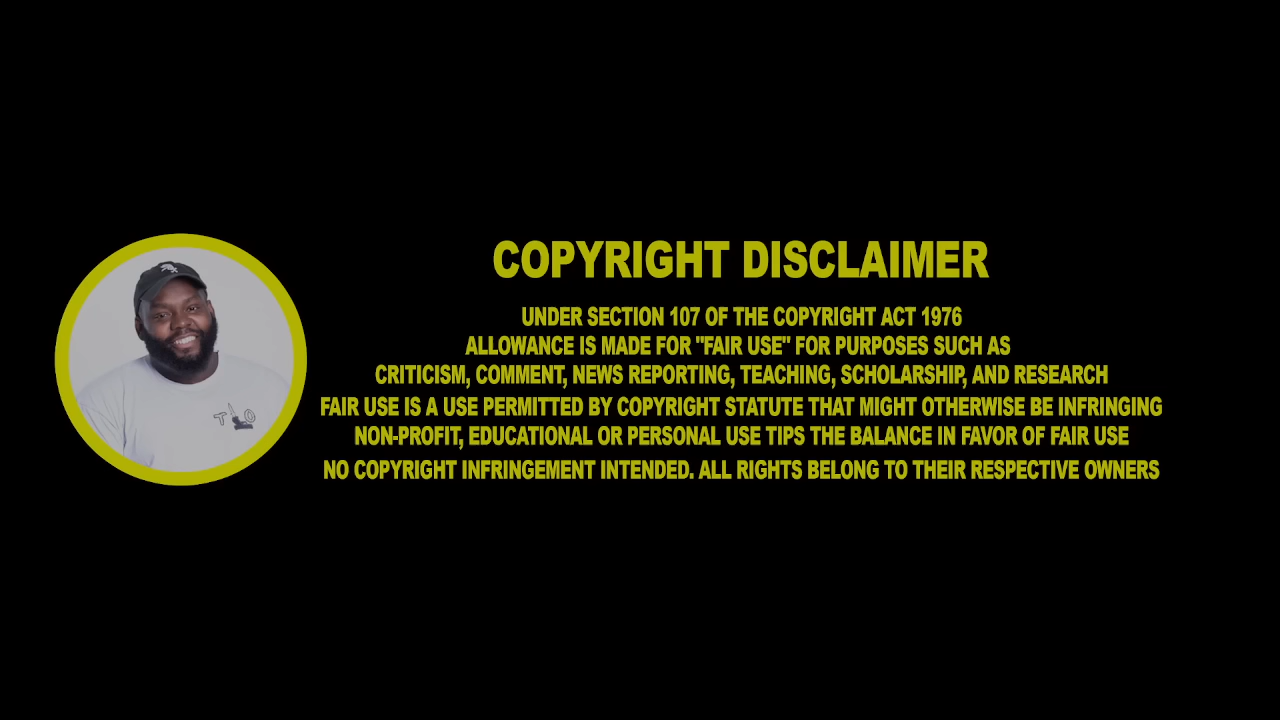 COPYRIGHT DISCLAIMER
UNDER SECTION 107 OF THE COPYRIGHT ACT 1976
ALLOWANCE IS MADE FOR "FAIR USE" FOR PURPOSES SUCH AS
CRITICISM, COMMENT, NEWS REPORTING, TEACHING, SCHOLARSHIP, AND RESEARCH
FAIR USE IS A USE PERMITTED BY COPYRIGHT STATUTE THAT MIGHT OTHERWISE BE INFRINGING
NON-PROFIT, EDUCATIONAL OR PERSONAL USE TIPS THE BALANCE IN FAVOR OF FAIR USE
NO COPYRIGHT INFRINGEMENT INTENDED. ALL RIGHTS BELONG TO THEIR RESPECTIVE OWNERS